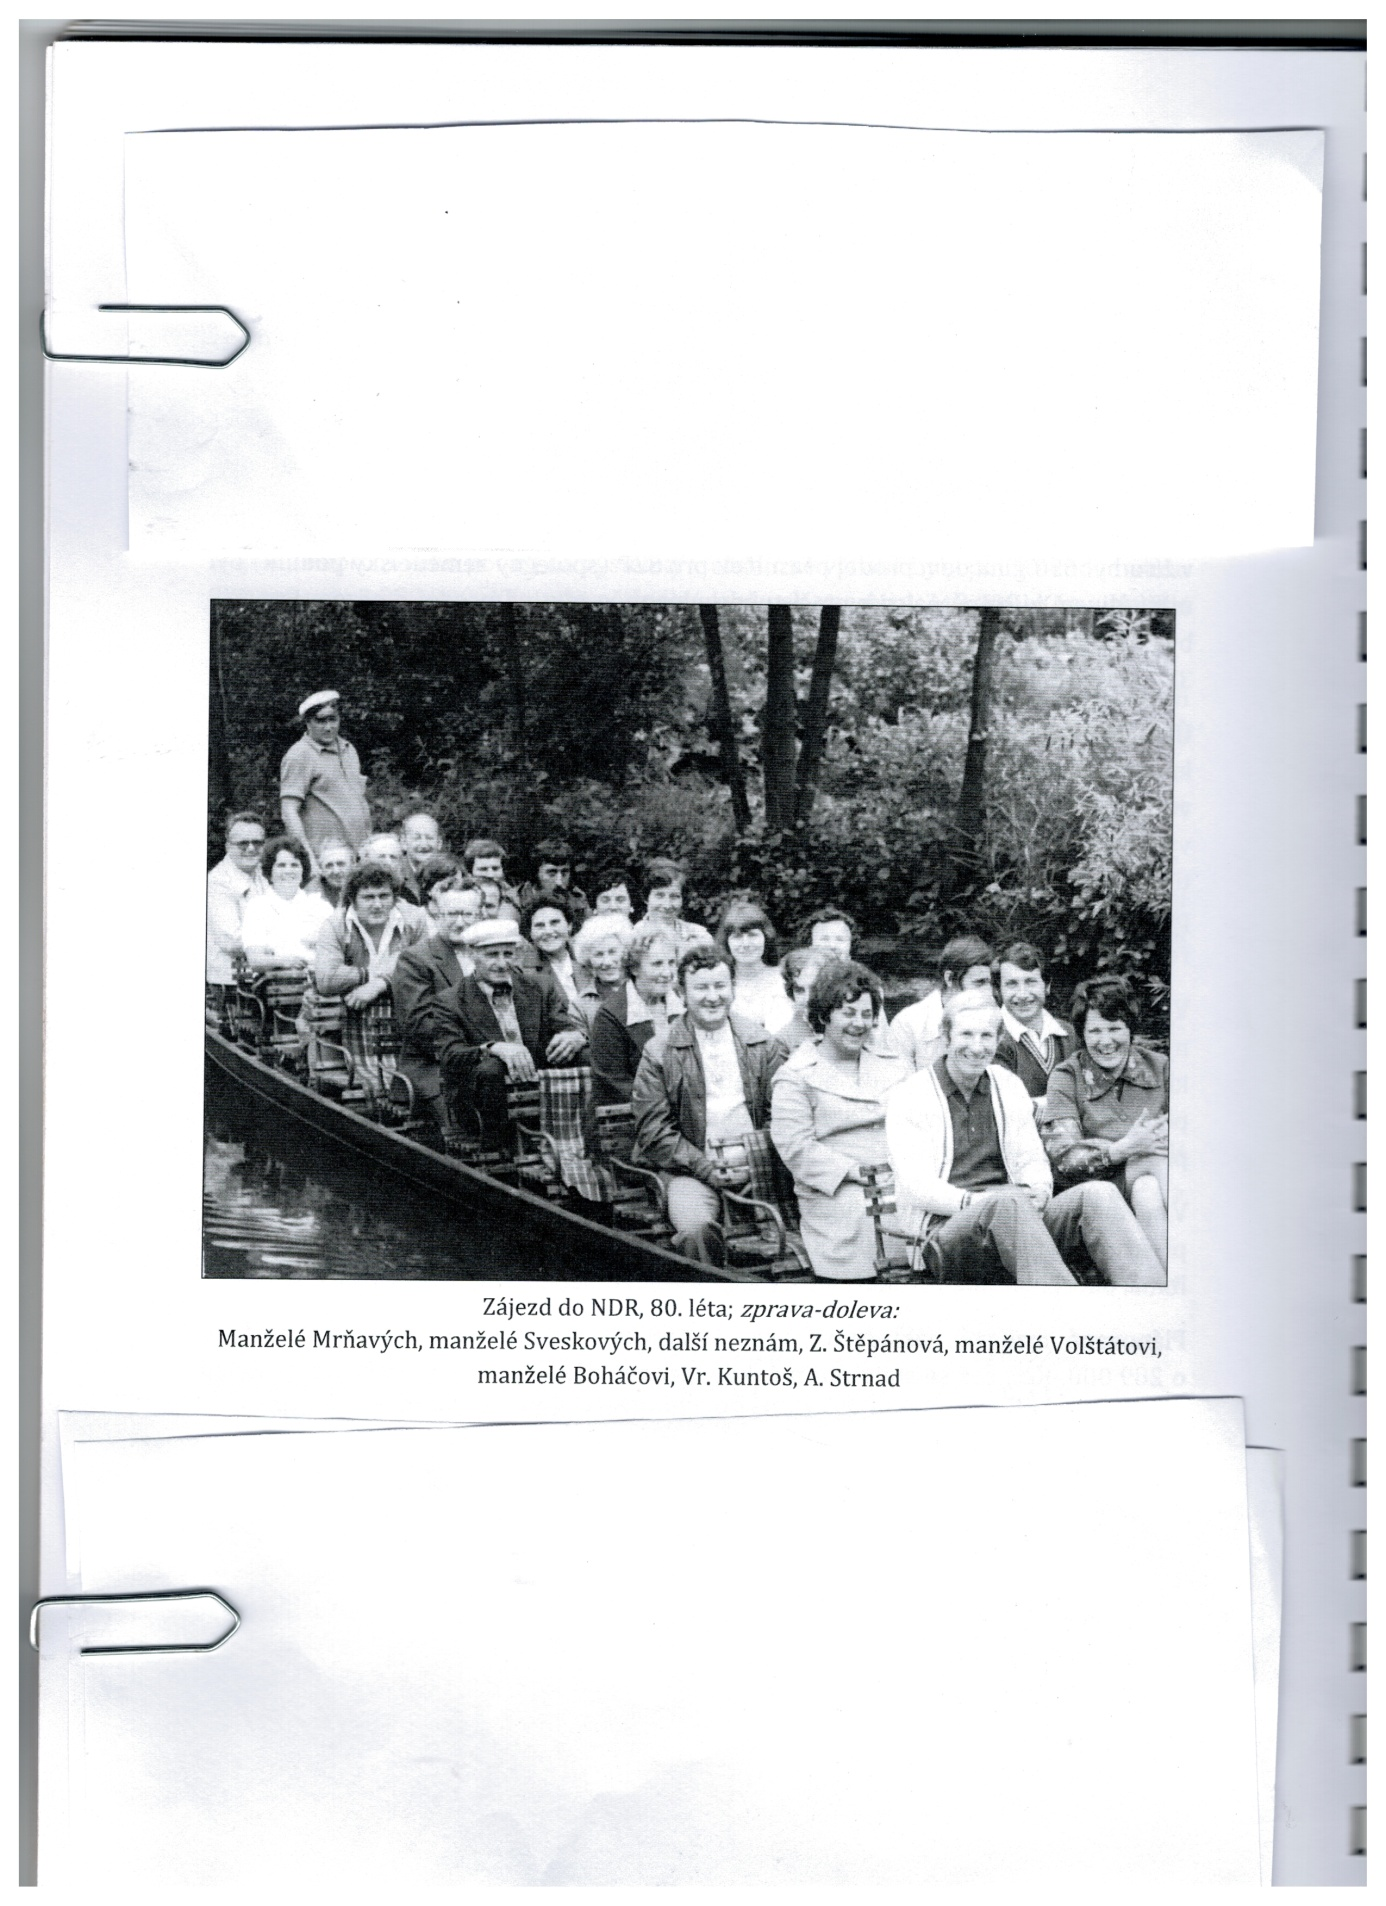 Zájezd do NDR, 80. léta; zprava-doleva:
Manželé Mrňavých, manželé Sveskových, další neznám, Z. Štěpánová, manželé Volštátovi,
manželé Boháčovi, Vr. Kuntoš, A. Strnad